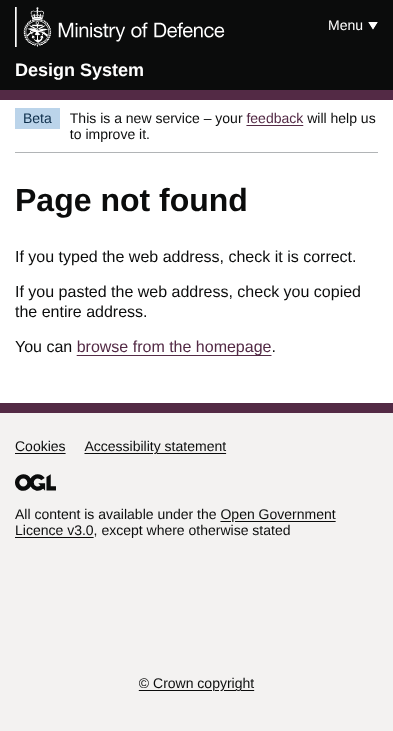 Ministry of Defence
Menu
Design System
Beta
This is a new service – your feedback will help us
to improve it.
Page not found
If you typed the web address, check it is correct.
If you pasted the web address, check you copied
the entire address.
You can browse from the homepage.
Cookies Accessibility statement
OGL
All content is available under the Open Government
Licence v3.0, except where otherwise stated
© Crown copyright